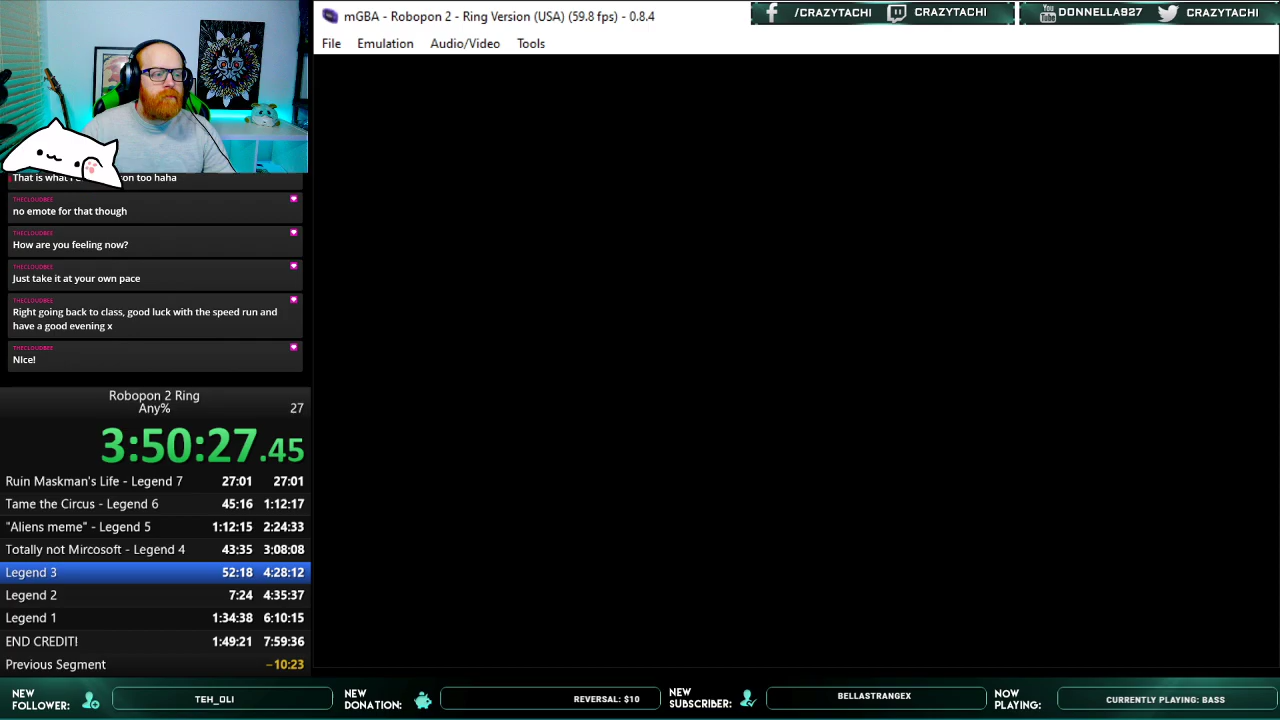 mGBA - Robopon 2 - Ring Version (USA) (59.8 fps) - 0.8.4
/CRAZYTACHI
CRAZYTACHI
You Tube
DONNELLA927
CRAZYTACHI
File Emulation Audio/Video Tools
too haha
THECLOUDBEE
no emote for that though
THECLOUDBEE
How are you feeling now?
THECLOUDBEE
Just take it at your own pace
THECLOUDBEE
Right going back to class, good luck with the speed run and
have a good evening x
THECLOUDBEE
NIce!
Robopon 2 Ring
Any% 27
3:50:27.45
Ruin Maskman's Life - Legend 7 27:01 27:01
Tame the Circus - Legend 6 45:16 1:12:17
"Aliens meme" - Legend 5 1:12:15 2:24:33
Totally not Mircosoft - Legend 4 43:35 3:08:08
Legend 3 52:18 4:28:12
Legend 2 7:24 4:35:37
Legend 1 1:34:38 6:10:15
END CREDIT! 1:49:21 7:59:36
Previous Segment −10:23
NEW FOLLOWER: TEH_OLI
NEW DONATION: REVERSAL: $10
NEW SUBSCRIBER: BELLASTRANGEX
NOW PLAYING: CURRENTLY PLAYING: BASS